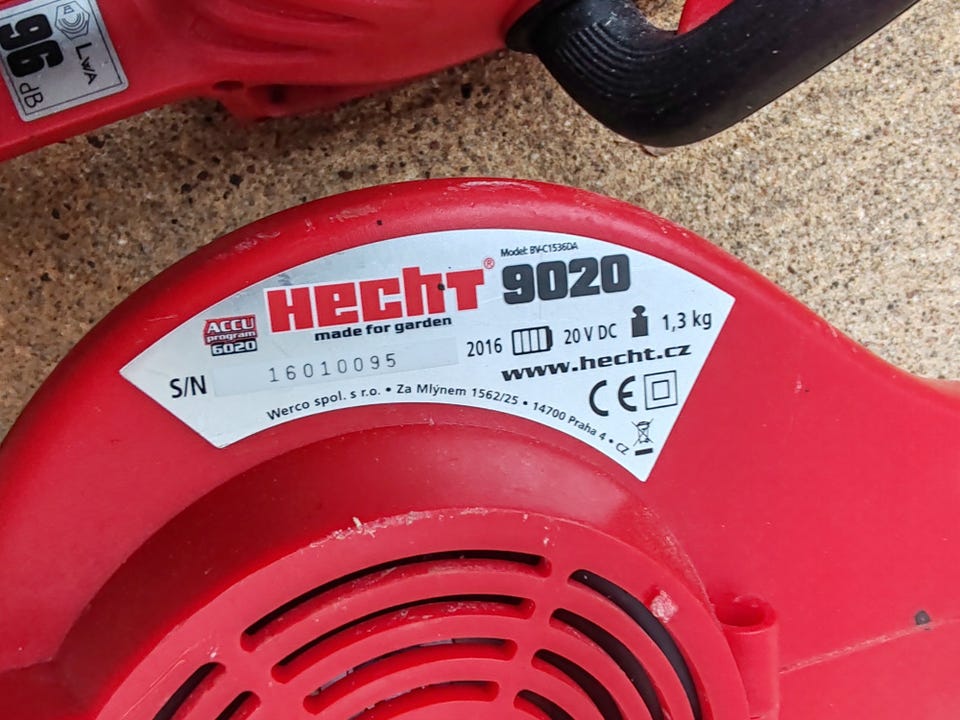 96 dB
LWA
Model: BV-C1536DA
HECHT® 9020
made for garden
ACCU
program
6020
2016 20 V DC 1,3 kg
S/N 16010095
www.hecht.cz
CE
Werco spol. s r.o. • Za Mlýnem 1562/25 • 14700 Praha 4 • CZ